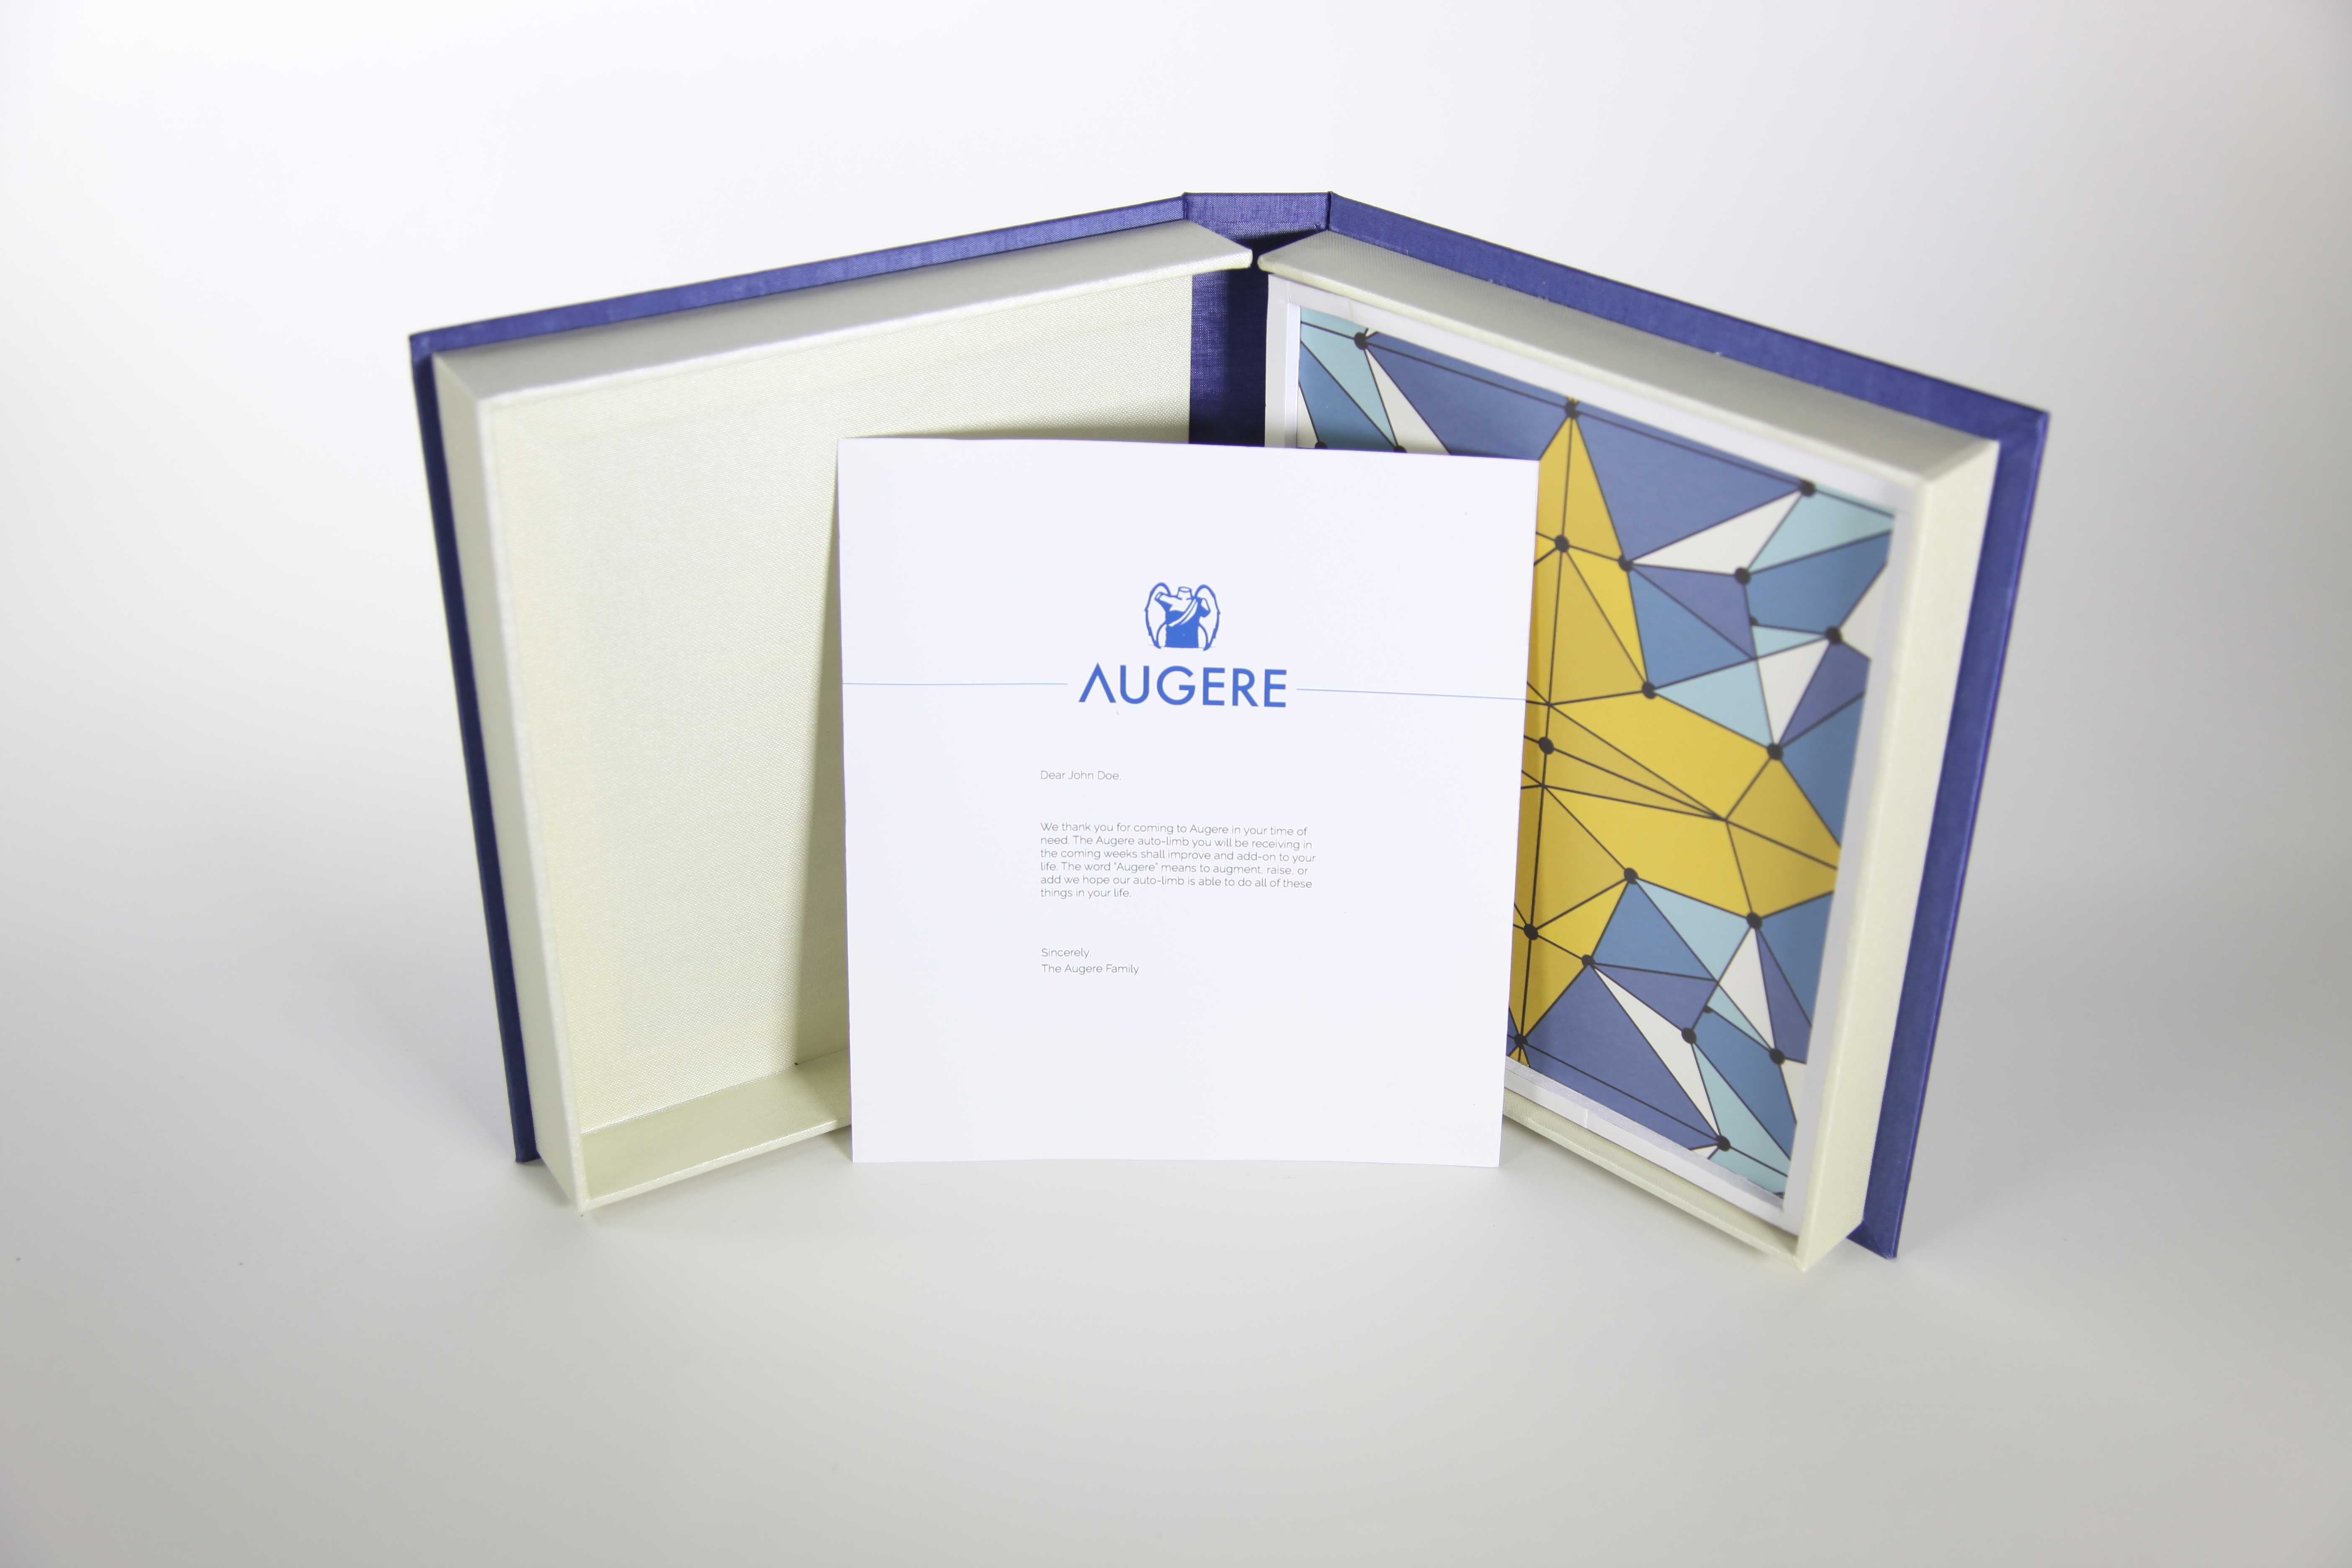 AUGERE
Dear John Doe,
We thank you for coming to Augere in your time of
need. The Augere auto-limb you will be receiving in
the coming weeks shall improve and add-on to your
life. The word "Augere" means to augment, raise, or
add we hope our auto-limb is able to do all of these
things in your life.
Sincerely,
The Augere Family